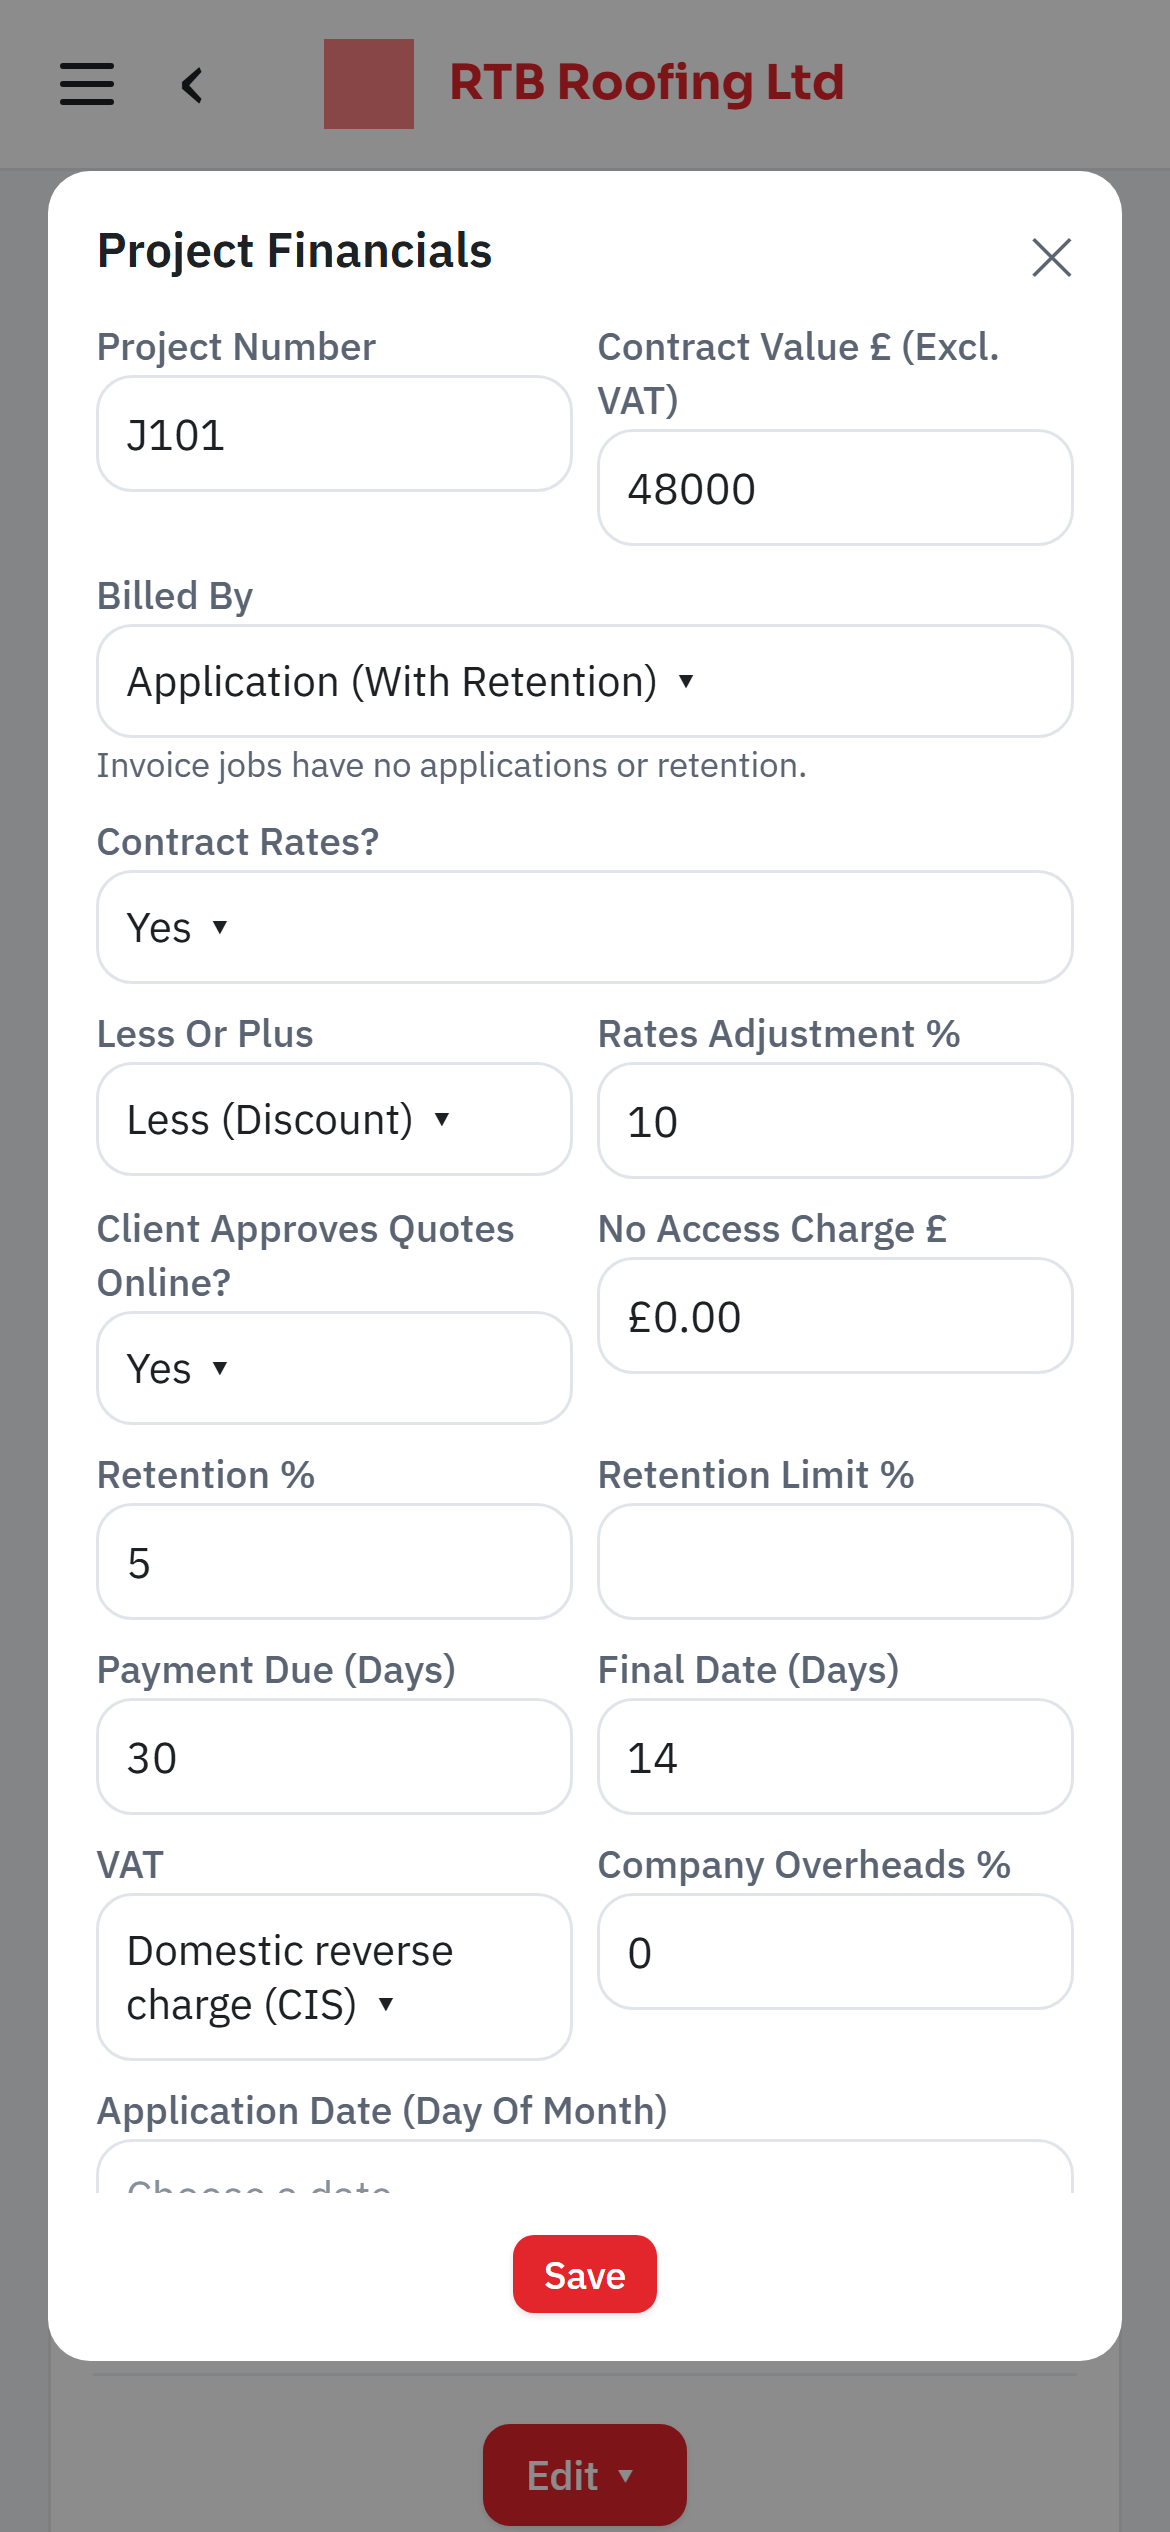 RTB Roofing Ltd
Project Financials
Project Number
Contract Value £ (Excl.
VAT)
J101
48000
Billed By
Application (With Retention)
Invoice jobs have no applications or retention.
Contract Rates?
Yes
Less Or Plus
Rates Adjustment %
Less (Discount)
10
Client Approves Quotes
Online?
No Access Charge £
Yes
£0.00
Retention %
Retention Limit %
5
Payment Due (Days)
Final Date (Days)
30
14
VAT
Company Overheads %
Domestic reverse
charge (CIS)
0
Application Date (Day Of Month)
Choose a date
Save
Edit